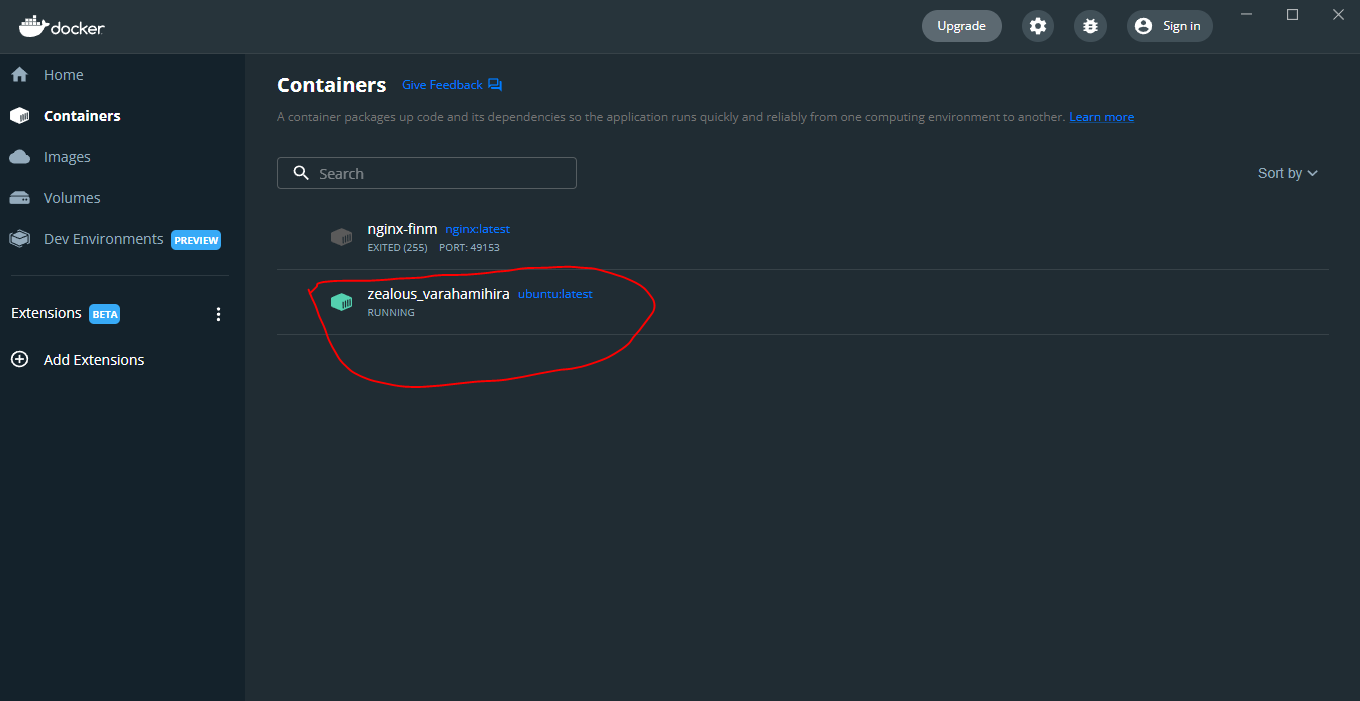 docker
Upgrade
Sign in
Home
Containers
Images
Volumes
Dev Environments PREVIEW
Extensions BETA
Add Extensions
Containers Give Feedback
A container packages up code and its dependencies so the application runs quickly and reliably from one computing environment to another. Learn more
Search
Sort by
nginx-finm nginx:latest
EXITED (255) PORT: 49153
zealous_varahamihira ubuntu:latest
RUNNING